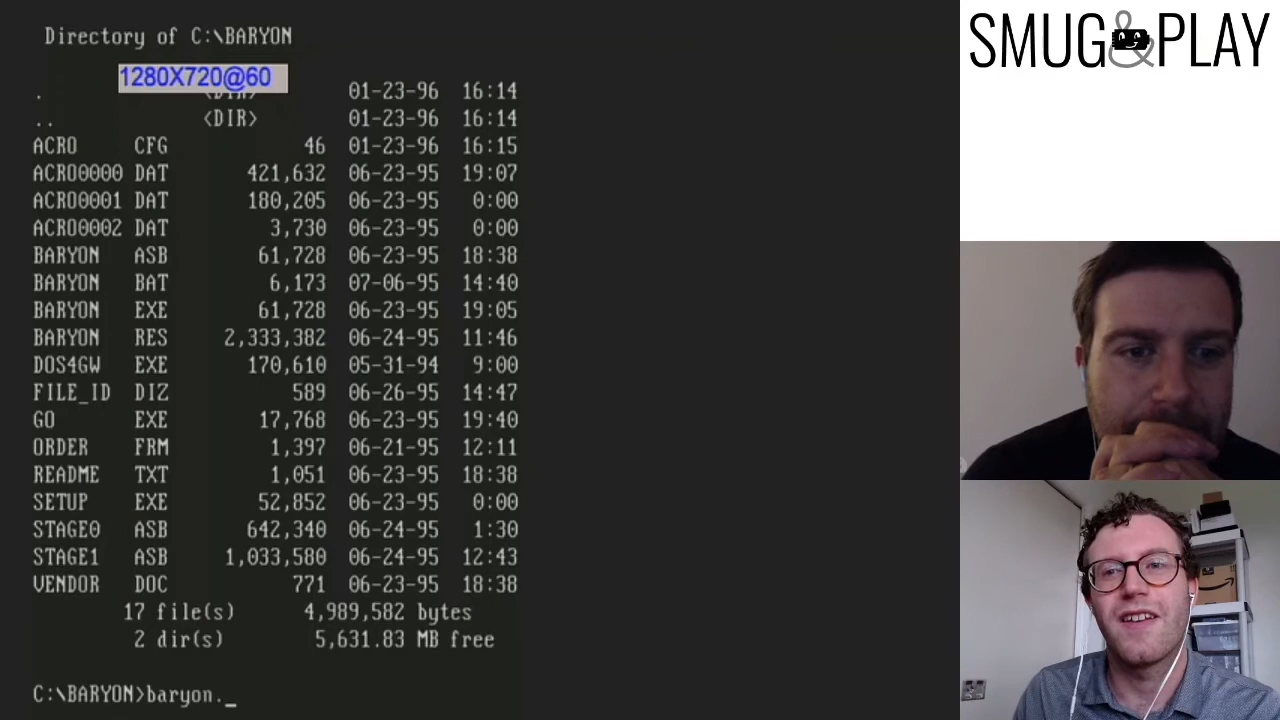 Directory of C:\BARYON
1280X720@60
. <DIR> 01-23-96 16:14
.. <DIR> 01-23-96 16:14
ACRO CFG 46 01-23-96 16:15
ACRO0000 DAT 421,632 06-23-95 19:07
ACRO0001 DAT 180,205 06-23-95 0:00
ACRO0002 DAT 3,730 06-23-95 0:00
BARYON ASB 61,728 06-23-95 18:38
BARYON BAT 6,173 07-06-95 14:40
BARYON EXE 61,728 06-23-95 19:05
BARYON RES 2,333,382 06-24-95 11:46
DOS4GW EXE 170,610 05-31-94 9:00
FILE_ID DIZ 589 06-26-95 14:47
GO EXE 17,768 06-23-95 19:40
ORDER FRM 1,397 06-21-95 12:11
README TXT 1,051 06-23-95 18:38
SETUP EXE 52,852 06-23-95 0:00
STAGE0 ASB 642,340 06-24-95 1:30
STAGE1 ASB 1,033,580 06-24-95 12:43
VENDOR DOC 771 06-23-95 18:38
17 file(s) 4,989,582 bytes
2 dir(s) 5,631.83 MB free
C:\BARYON>baryon._
SMUG & PLAY